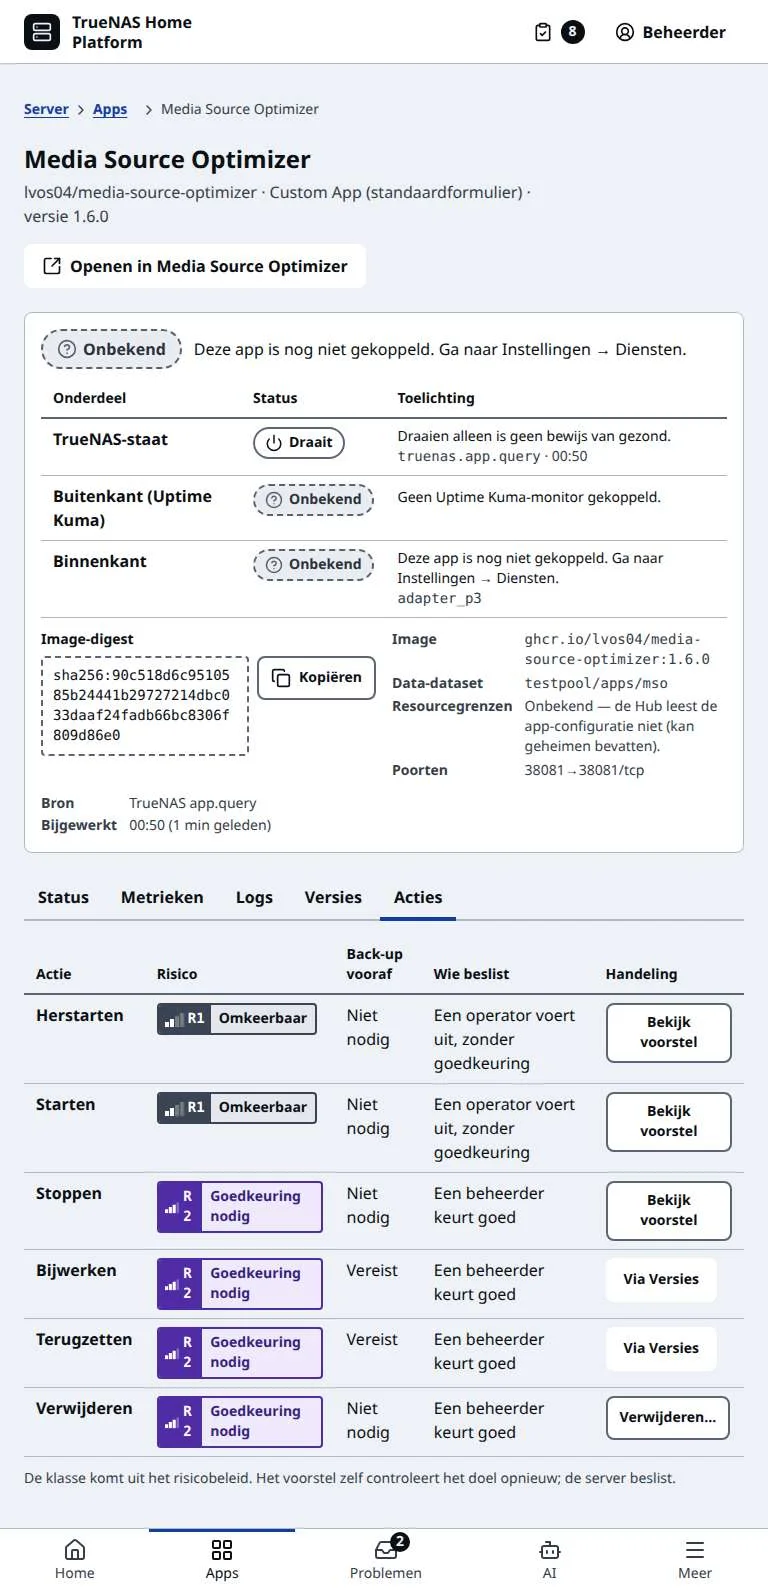 TrueNAS Home
Platform
8
Beheerder
Server > Apps > Media Source Optimizer
Media Source Optimizer
lvos04/media-source-optimizer · Custom App (standaardformulier) ·
versie 1.6.0
Openen in Media Source Optimizer
Onbekend
Deze app is nog niet gekoppeld. Ga naar Instellingen → Diensten.
Onderdeel Status Toelichting
TrueNAS-staat
Draait
Draaien alleen is geen bewijs van gezond.
truenas.app.query · 00:50
Buitenkant (Uptime
Kuma)
Onbekend
Geen Uptime Kuma-monitor gekoppeld.
Binnenkant
Onbekend
Deze app is nog niet gekoppeld. Ga naar
Instellingen → Diensten.
adapter_p3
Image-digest
sha256:90c518d6c95105
85b24441b29727214dbc0
33daaf24fadb66bc8306f
809d86e0
Kopiëren
Image
ghcr.io/lvos04/media-
source-optimizer:1.6.0
Data-dataset testpool/apps/mso
Resourcegrenzen Onbekend — de Hub leest de
app-configuratie niet (kan
geheimen bevatten).
Poorten 38081→38081/tcp
Bron TrueNAS app.query
Bijgewerkt 00:50 (1 min geleden)
Status Metrieken Logs Versies Acties
Actie Risico Back-up
vooraf Wie beslist Handeling
Herstarten
R1 Omkeerbaar
Niet
nodig
Een operator voert
uit, zonder
goedkeuring
Bekijk
voorstel
Starten
R1 Omkeerbaar
Niet
nodig
Een operator voert
uit, zonder
goedkeuring
Bekijk
voorstel
Stoppen
R
2
Goedkeuring
nodig
Niet
nodig
Een beheerder
keurt goed
Bekijk
voorstel
Bijwerken
R
2
Goedkeuring
nodig
Vereist
Een beheerder
keurt goed
Via Versies
Terugzetten
R
2
Goedkeuring
nodig
Vereist
Een beheerder
keurt goed
Via Versies
Verwijderen
R
2
Goedkeuring
nodig
Niet
nodig
Een beheerder
keurt goed
Verwijderen...
De klasse komt uit het risicobeleid. Het voorstel zelf controleert het doel opnieuw; de server beslist.
2
Home Apps Problemen AI Meer